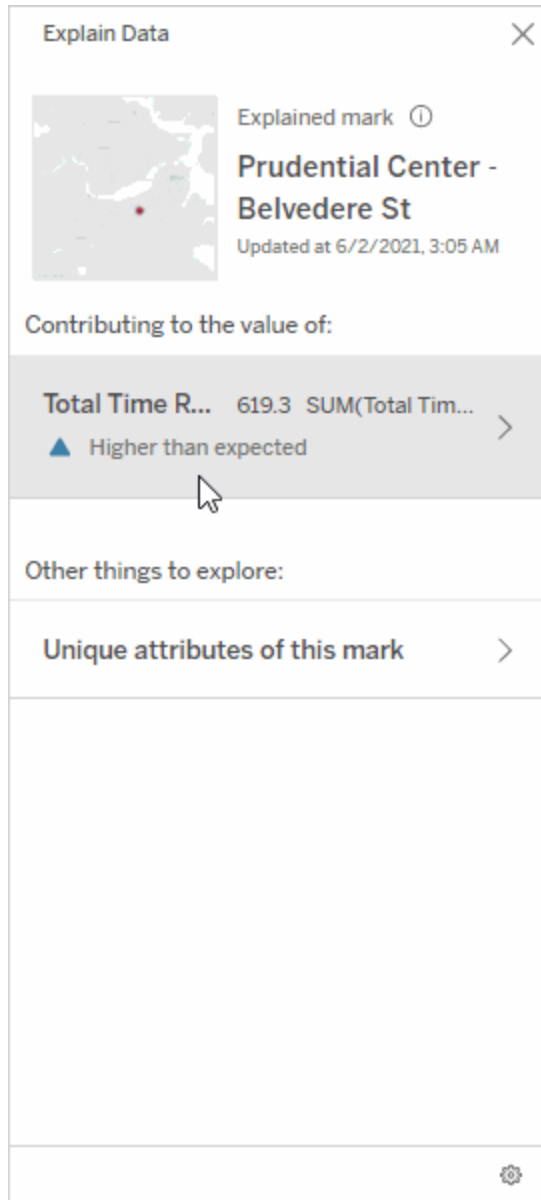 Explain Data
Explained mark
Prudential Center -
Belvedere St
Updated at 6/2/2021, 3:05 AM
Contributing to the value of:
Total Time R... 619.3 SUM(Total Tim...
Higher than expected
Other things to explore:
Unique attributes of this mark